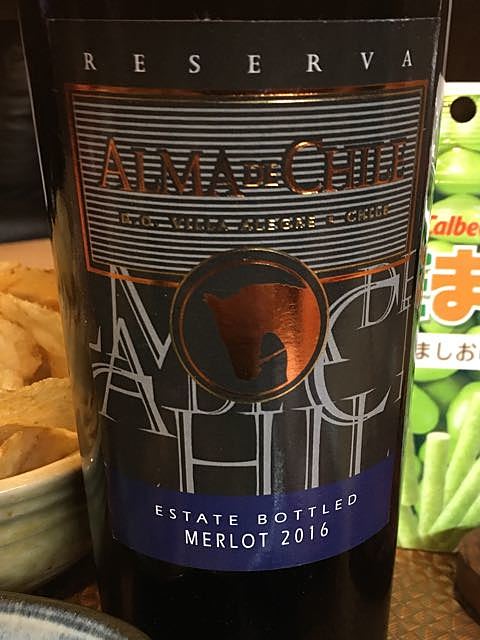 RESERVA
ALMA DE CHILE
D.O. VILLA ALEGRE - CHILE
ESTATE BOTTLED
MERLOT 2016
Calbee
ま
ましお